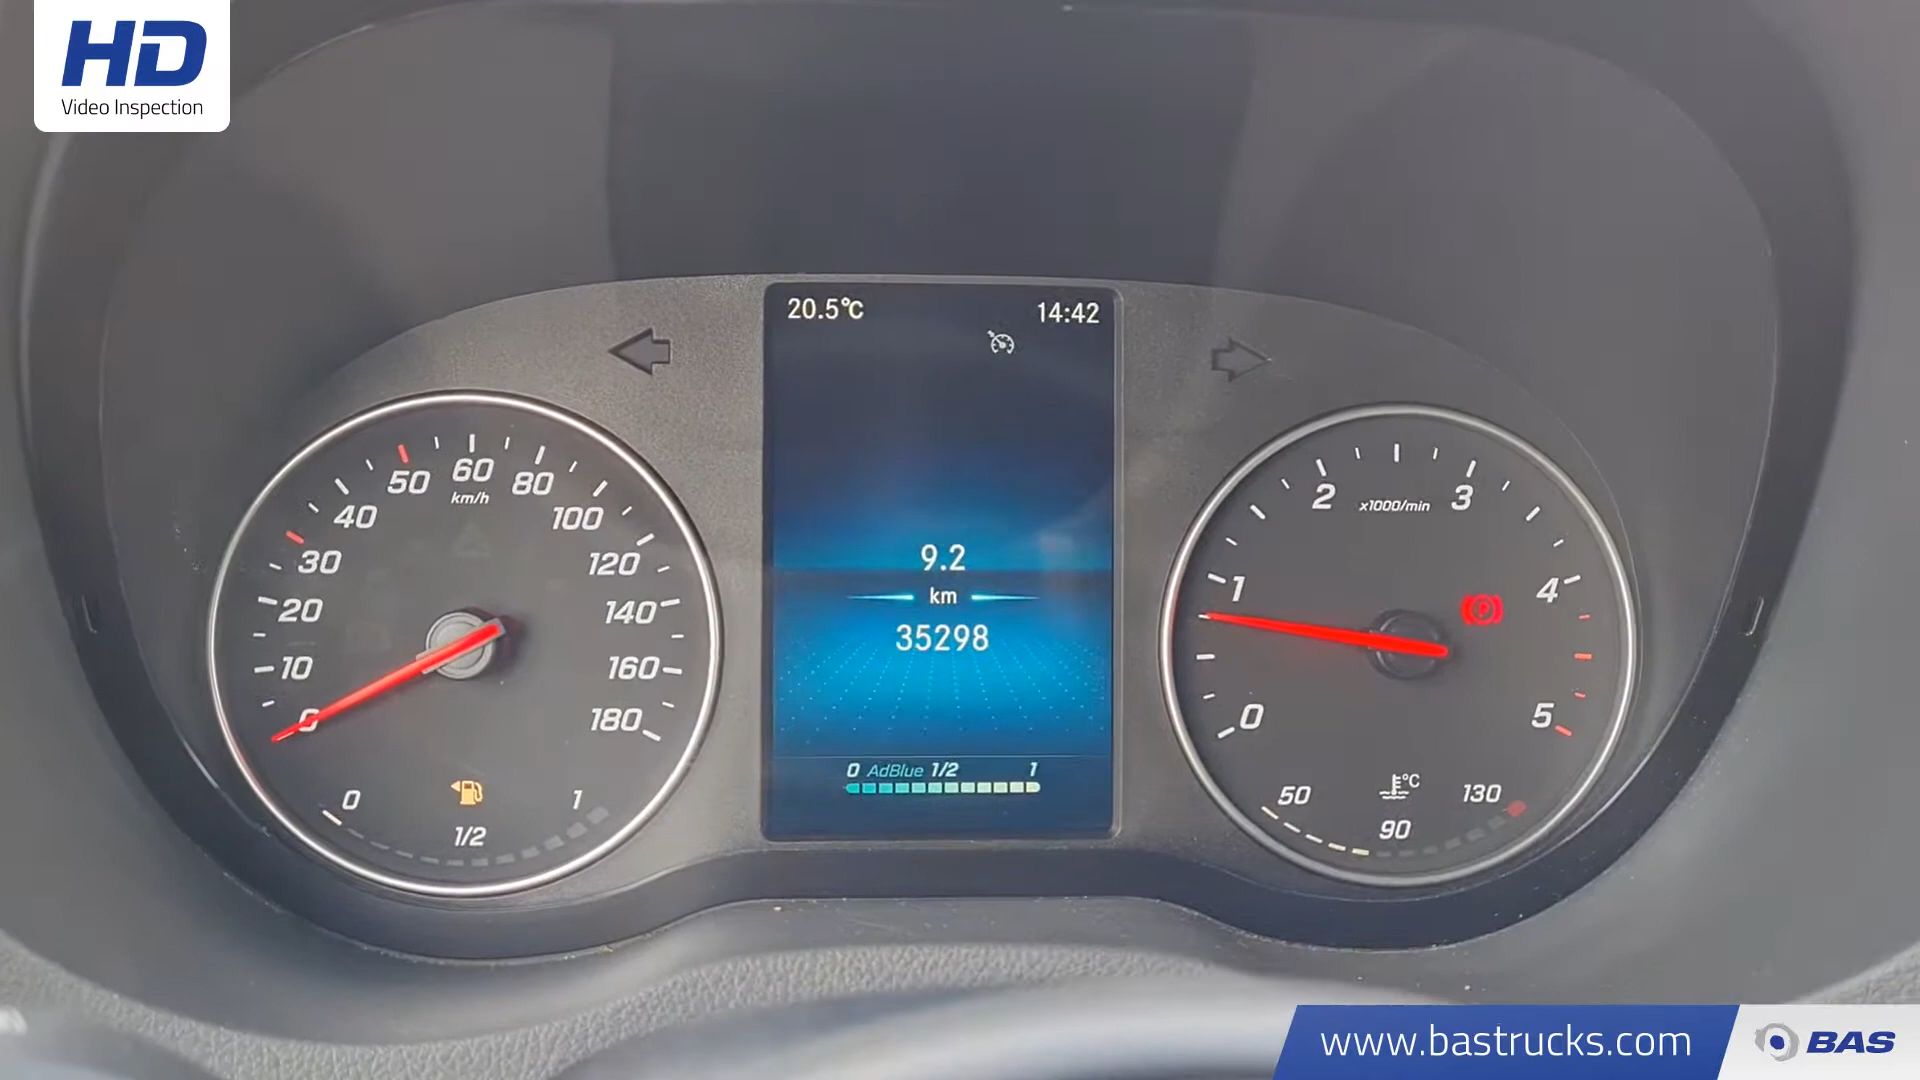 HD
Video Inspection
20.5°C
14:42
0
10
20
30
40
50
60
80
100
120
140
160
180
km/h
0
1/2
1
9.2
km
35298
0 AdBlue 1/2 1
0
1
2
3
4
5
x1000/min
P
°C
50
90
130
www.bastrucks.com
BAS